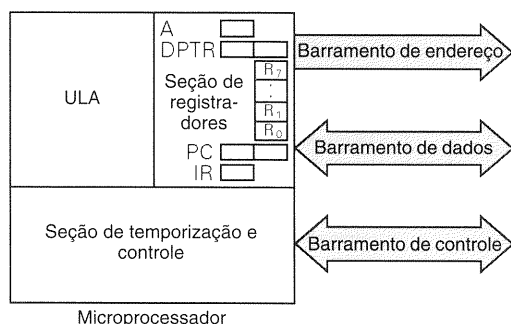 A
DPTR
Barramento de endereço
ULA
Seção de
registra-
dores
R7
:
R1
R0
PC
IR
Barramento de dados
Seção de temporização e
controle
Barramento de controle
Microprocessador